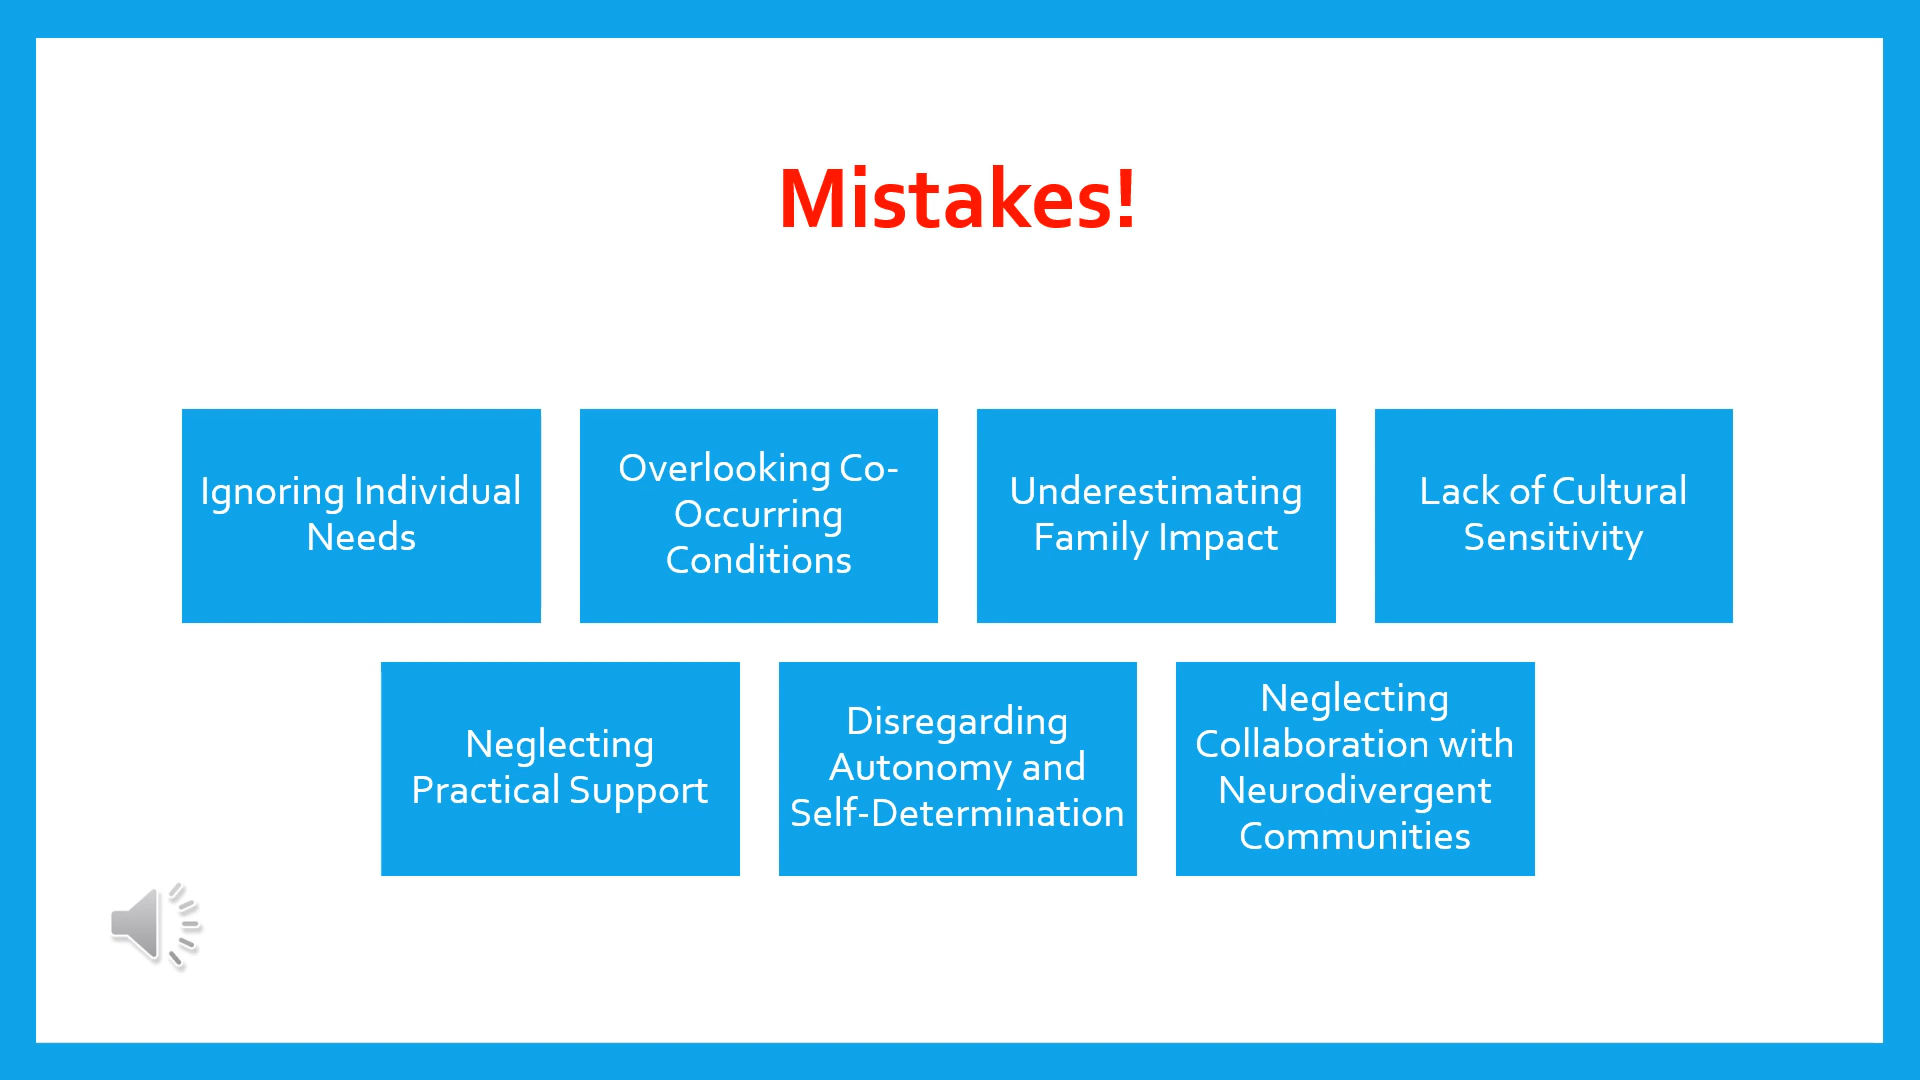 Mistakes!
Ignoring Individual
Needs
Overlooking Co-
Occurring
Conditions
Underestimating
Family Impact
Lack of Cultural
Sensitivity
Neglecting
Practical Support
Disregarding
Autonomy and
Self-Determination
Neglecting
Collaboration with
Neurodivergent
Communities